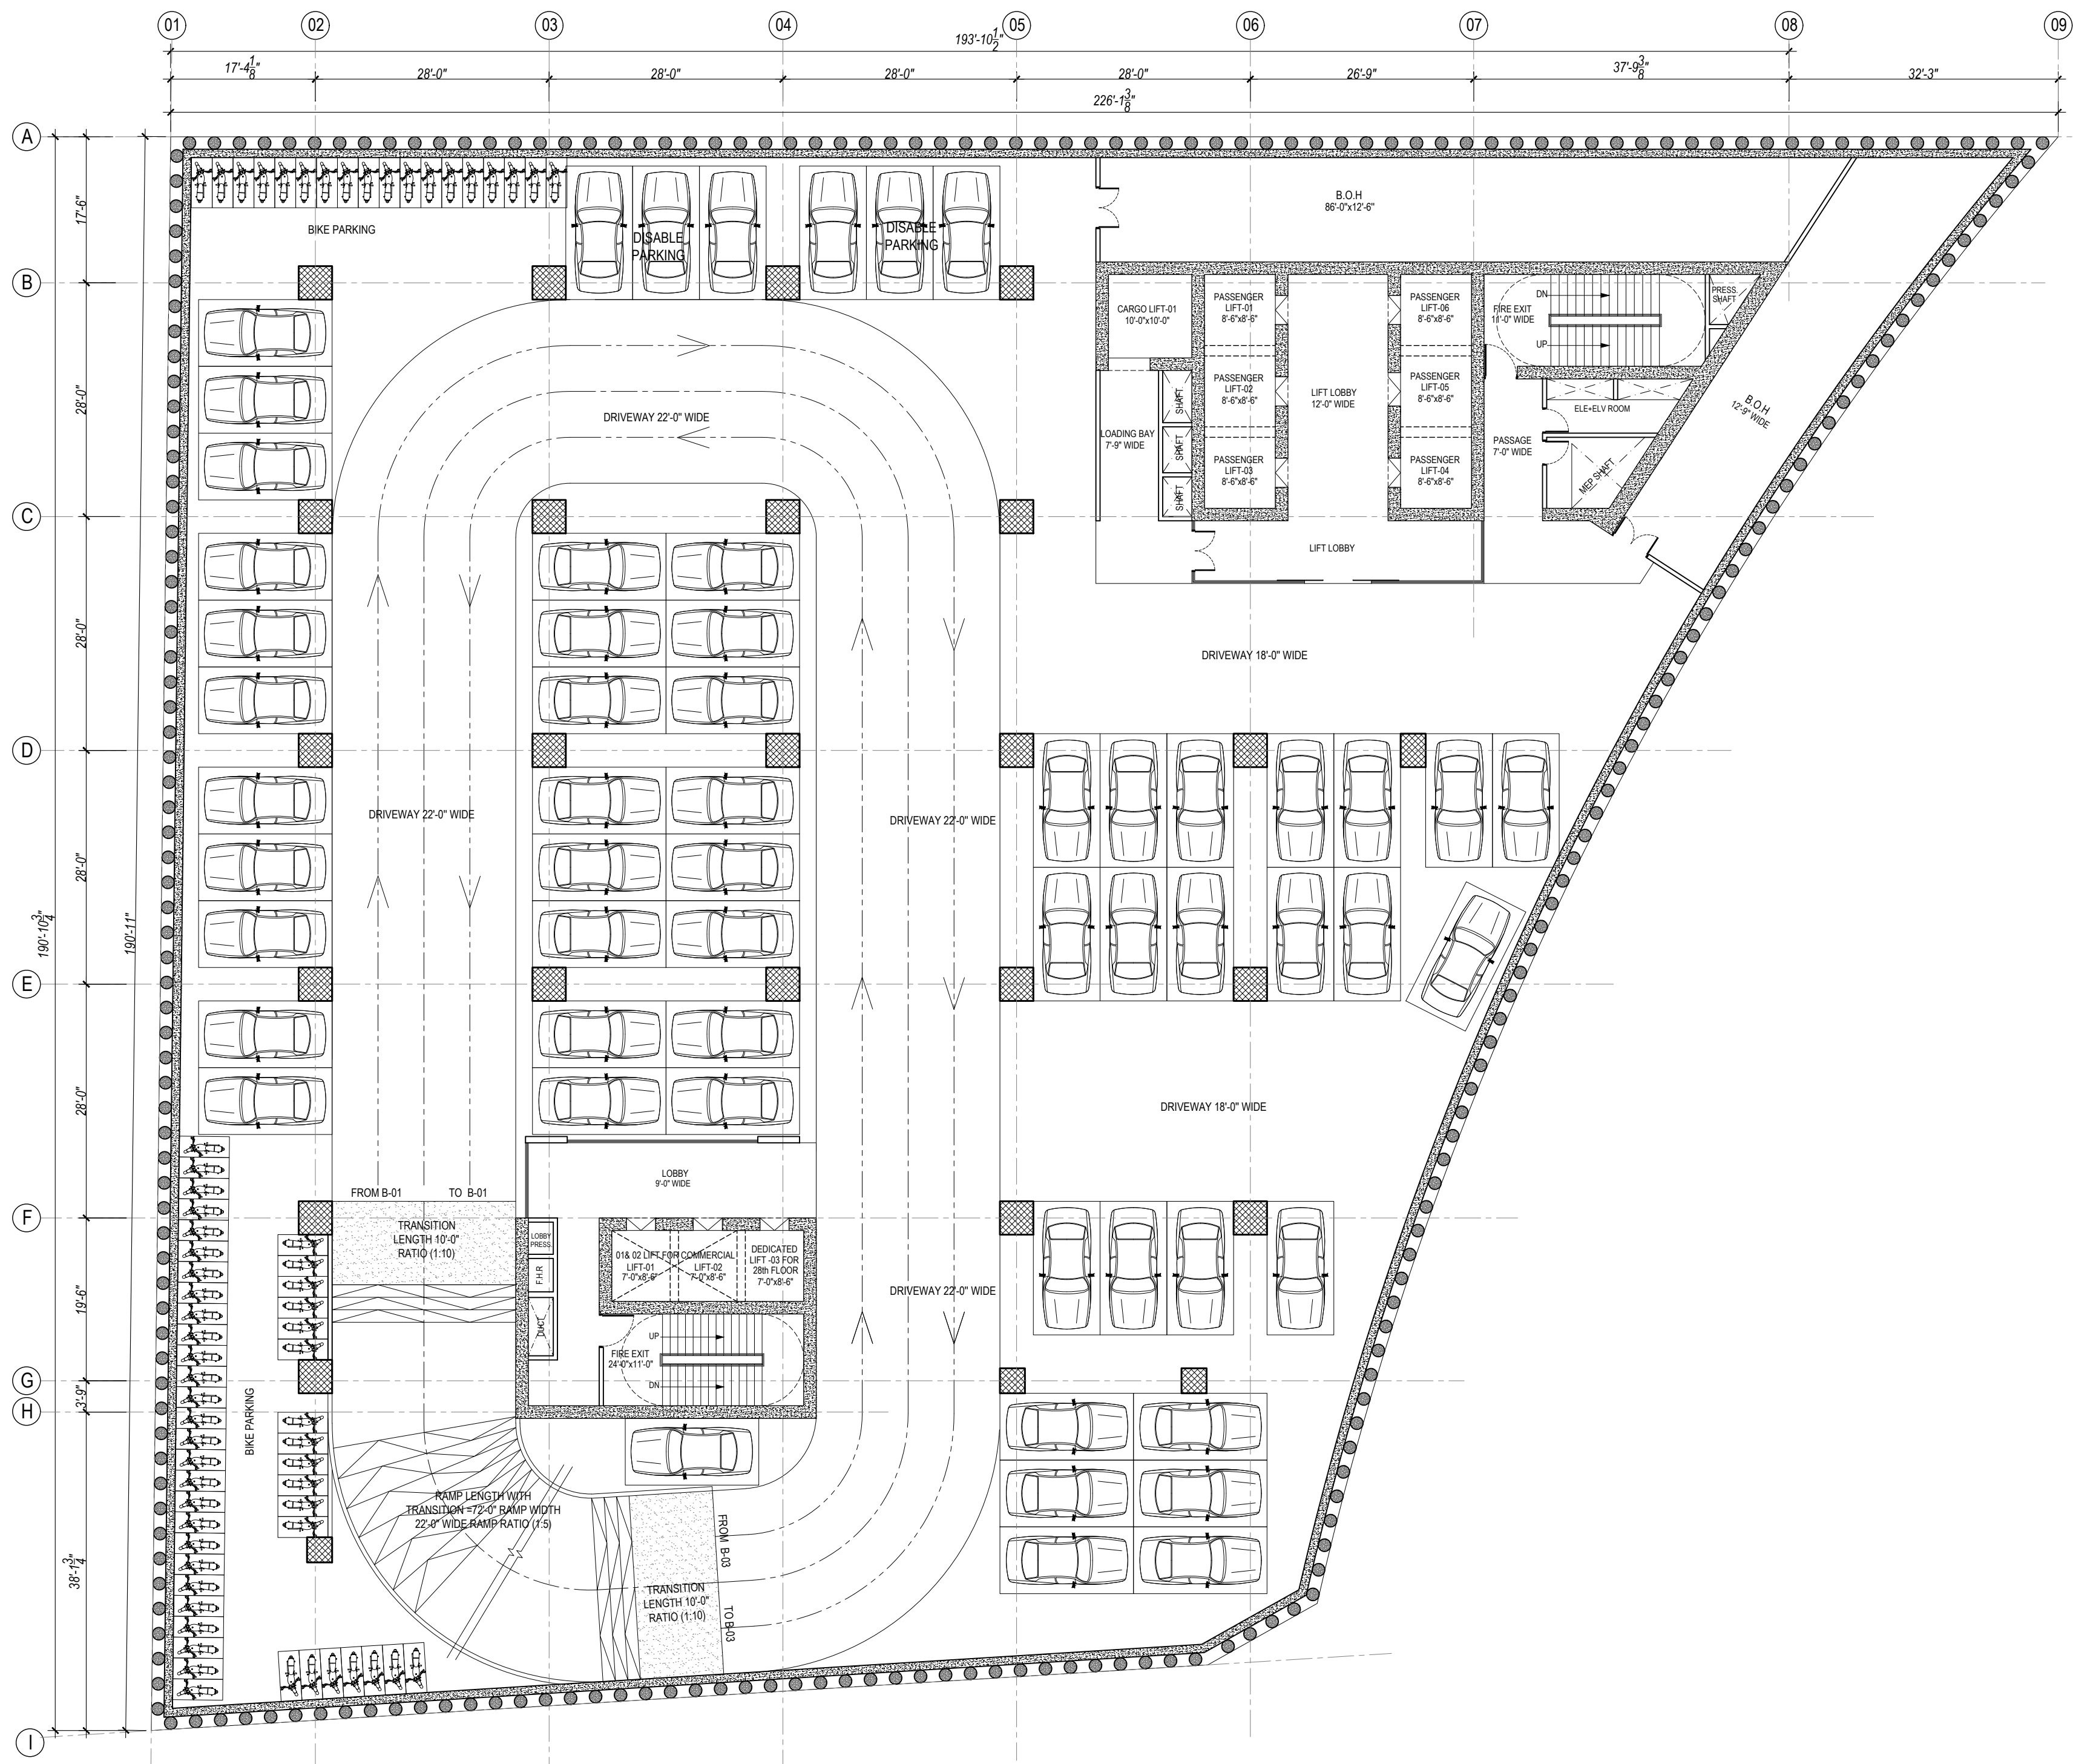 01 02 03 04 05 06 07 08 09
193'-10 1/2"
17'-4 1/8" 28'-0" 28'-0" 28'-0" 28'-0" 26'-9" 37'-9 3/8" 32'-3"
226'-1 3/8"
A
B
C
D
E
F
G
H
I
17'-6"
28'-0"
28'-0"
28'-0"
28'-0"
19'-6"
3'-9"
38'-1 3/4"
190'-10 3/4"
190'-11"
BIKE PARKING
DISABLE
PARKING
DISABLE
PARKING
B.O.H
86'-0"x12'-6"
CARGO LIFT-01
10'-0"x10'-0"
PASSENGER
LIFT-01
8'-6"x8'-6"
PASSENGER
LIFT-06
8'-6"x8'-6"
DN
FIRE EXIT
11'-0" WIDE
UP
PRESS.
SHAFT
PASSENGER
LIFT-02
8'-6"x8'-6"
LIFT LOBBY
12'-0" WIDE
PASSENGER
LIFT-05
8'-6"x8'-6"
ELE+ELV ROOM
B.O.H
12'-9" WIDE
SHAFT
SHAFT
SHAFT
LOADING BAY
7'-9" WIDE
PASSENGER
LIFT-03
8'-6"x8'-6"
PASSENGER
LIFT-04
8'-6"x8'-6"
PASSAGE
7'-0" WIDE
MEP SHAFT
LIFT LOBBY
DRIVEWAY 22'-0" WIDE
DRIVEWAY 18'-0" WIDE
DRIVEWAY 22'-0" WIDE
DRIVEWAY 22'-0" WIDE
DRIVEWAY 18'-0" WIDE
LOBBY
9'-0" WIDE
FROM B-01 TO B-01
TRANSITION
LENGTH 10'-0"
RATIO (1:10)
LOBBY
PRESS.
F.H.R
DUCT
01& 02 LIFT FOR COMMERCIAL
LIFT-01
7'-0"x8'-6"
LIFT-02
7'-0"x8'-6"
DEDICATED
LIFT -03 FOR
28th FLOOR
7'-0"x8'-6"
DRIVEWAY 22'-0" WIDE
UP
FIRE EXIT
24'-0"x11'-0"
DN
BIKE PARKING
RAMP LENGTH WITH
TRANSITION =72'-0" RAMP WIDTH
22'-0" WIDE RAMP RATIO (1:5)
FROM B-03
TO B-03
TRANSITION
LENGTH 10'-0"
RATIO (1:10)